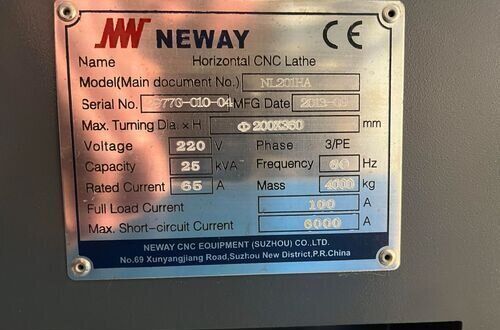 NEWAY CE
Name Horizontal CNC Lathe
Model(Main document No.) NL201HA
Serial No. MFG Date
Max. Turning Dia. × H Φ200X350 mm
Voltage 220 V Phase 3/PE
Capacity 25 kVA Frequency 60 Hz
Rated Current 65 A Mass 4000 kg
Full Load Current 100 A
Max. Short-circuit Current 6000 A
NEWAY CNC EQUIPMENT (SUZHOU) CO.,LTD.
No.69 Xunyangjiang Road,Suzhou New District,P.R.China